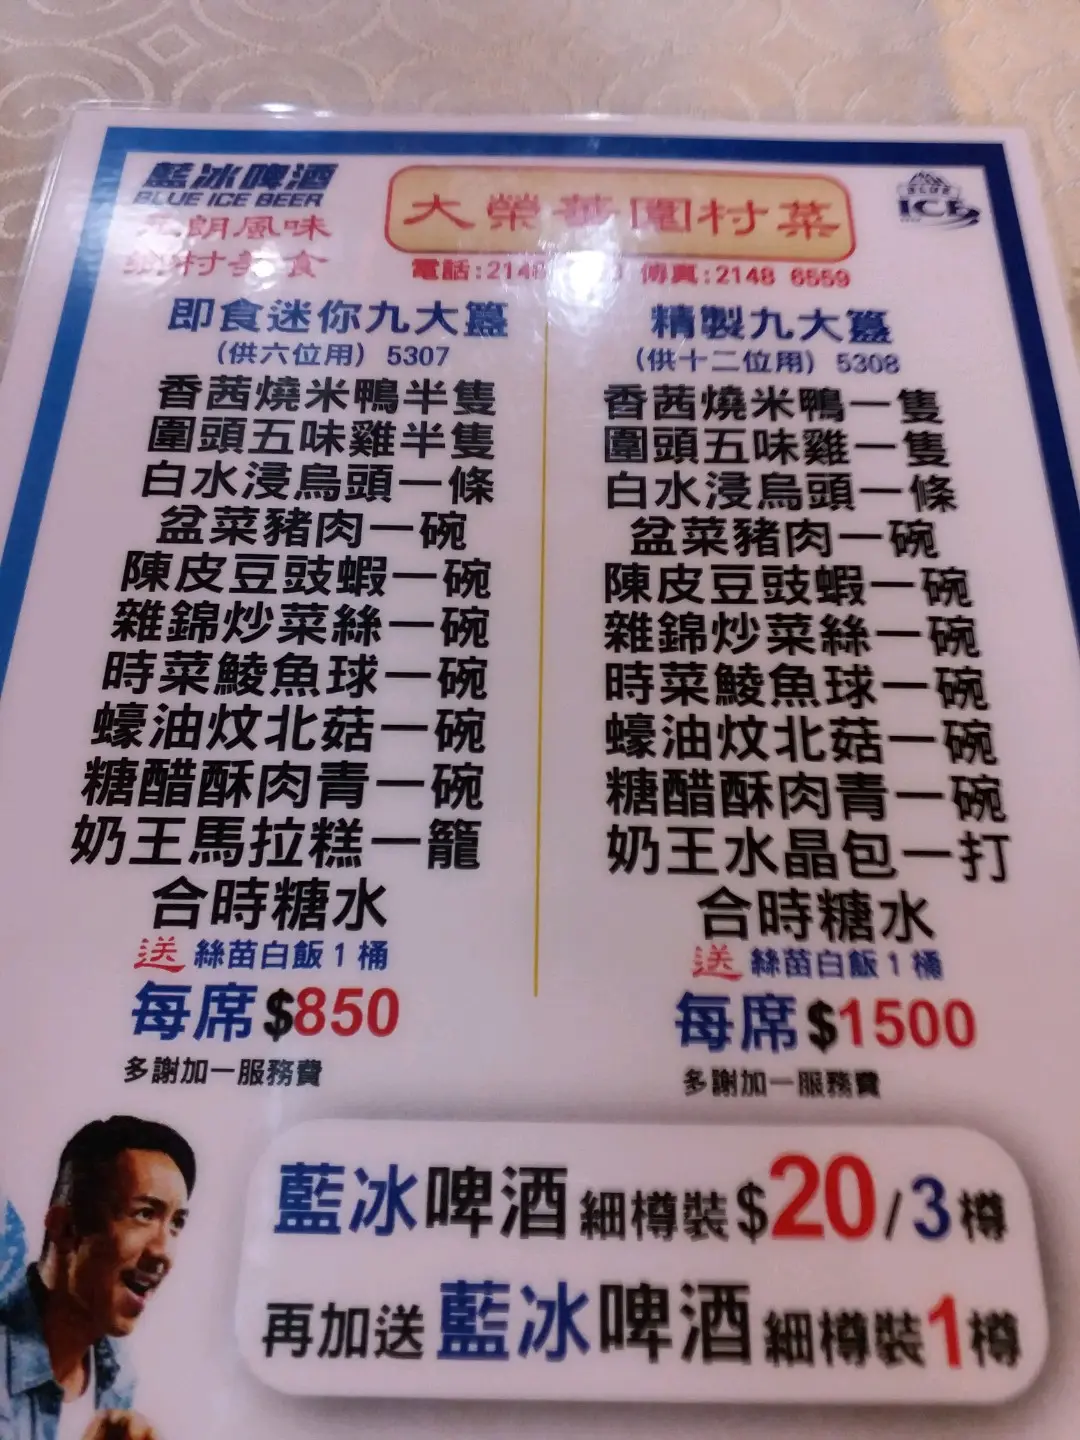 藍冰啤酒
BLUE ICE BEER
元朗風味
鄉村美食
大榮華圍村菜
電話:2148 傳真:2148 6559
ICE
即食迷你九大簋
(供六位用) 5307
香茜燒米鴨半隻
圍頭五味雞半隻
白水浸烏頭一條
盆菜豬肉一碗
陳皮豆豉蝦一碗
雜錦炒菜絲一碗
時菜鯪魚球一碗
蠔油炆北菇一碗
糖醋酥肉青一碗
奶王馬拉糕一籠
合時糖水
送 絲苗白飯1桶
每席$850
多謝加一服務費
精製九大簋
(供十二位用) 5308
香茜燒米鴨一隻
圍頭五味雞一隻
白水浸烏頭一條
盆菜豬肉一碗
陳皮豆豉蝦一碗
雜錦炒菜絲一碗
時菜鯪魚球一碗
蠔油炆北菇一碗
糖醋酥肉青一碗
奶王水晶包一打
合時糖水
送 絲苗白飯1桶
每席$1500
多謝加一服務費
藍冰啤酒 細樽裝$20/3樽
再加送 藍冰啤酒 細樽裝1樽